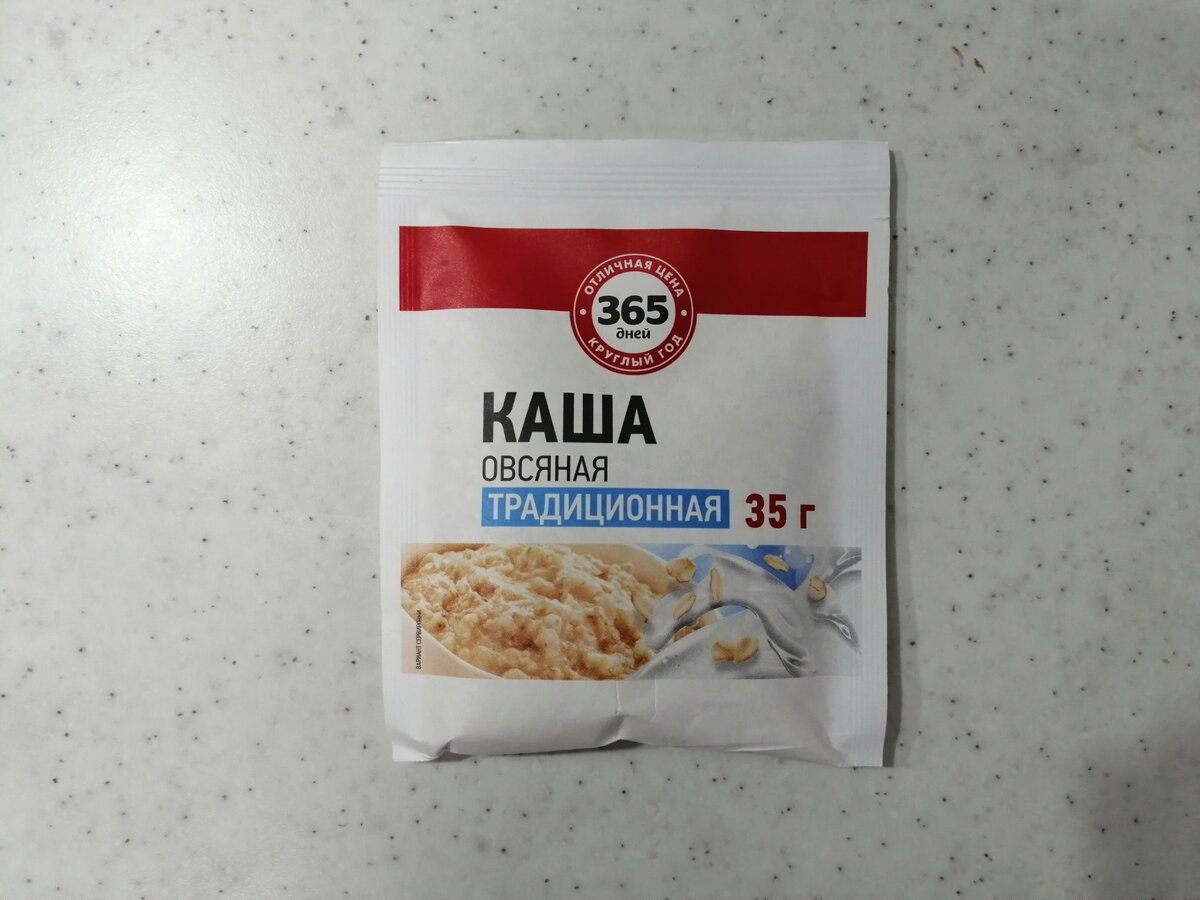 ОТЛИЧНАЯ ЦЕНА
365
дней
КРУГЛЫЙ ГОД
КАША
ОВСЯНАЯ
ТРАДИЦИОННАЯ 35 г
ВАРИАНТ СЕРВИРОВКИ